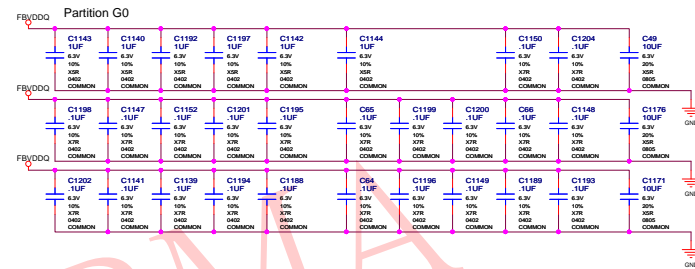 Partition G0
FBVDDQ
C1143 C1140 C1192 C1197 C1142 C1144 C1150 C1204 C49
1UF 1UF 1UF 1UF 1UF 1UF .1UF .1UF 10UF
6.3V 6.3V 6.3V 6.3V 6.3V 6.3V 6.3V 6.3V 6.3V
10% 10% 10% 10% 10% 10% 10% 10% 20%
X5R X5R X5R X5R X5R X5R X7R X7R X5R
0402 0402 0402 0402 0402 0402 0402 0402 0805
COMMON COMMON COMMON COMMON COMMON COMMON COMMON COMMON COMMON
FBVDDQ
C1198 C1147 C1152 C1201 C1195 C65 C1199 C1200 C66 C1148 C1176
.1UF .1UF .1UF .1UF .1UF .1UF .1UF .1UF .1UF .1UF 10UF
6.3V 6.3V 6.3V 6.3V 6.3V 6.3V 6.3V 6.3V 6.3V 6.3V 6.3V
10% 10% 10% 10% 10% 10% 10% 10% 10% 10% 20%
X7R X7R X7R X7R X7R X7R X7R X7R X7R X7R X5R
0402 0402 0402 0402 0402 0402 0402 0402 0402 0402 0805
COMMON COMMON COMMON COMMON COMMON COMMON COMMON COMMON COMMON COMMON COMMON
GND
FBVDDQ
C1202 C1141 C1139 C1194 C1188 C64 C1196 C1149 C1189 C1193 C1171
.1UF .1UF .1UF .1UF .1UF .1UF .1UF .1UF .1UF .1UF 10UF
6.3V 6.3V 6.3V 6.3V 6.3V 6.3V 6.3V 6.3V 6.3V 6.3V 6.3V
10% 10% 10% 10% 10% 10% 10% 10% 10% 10% 20%
X7R X7R X7R X7R X7R X7R X7R X7R X7R X7R X5R
0402 0402 0402 0402 0402 0402 0402 0402 0402 0402 0805
COMMON COMMON COMMON COMMON COMMON COMMON COMMON COMMON COMMON COMMON COMMON
GND
GND